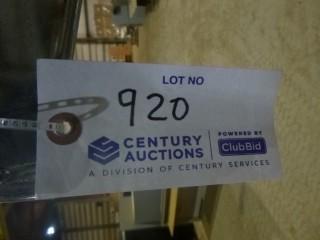 LOT NO
920
CENTURY AUCTIONS
POWERED BY
ClubBid
A DIVISION OF CENTURY SERVICES